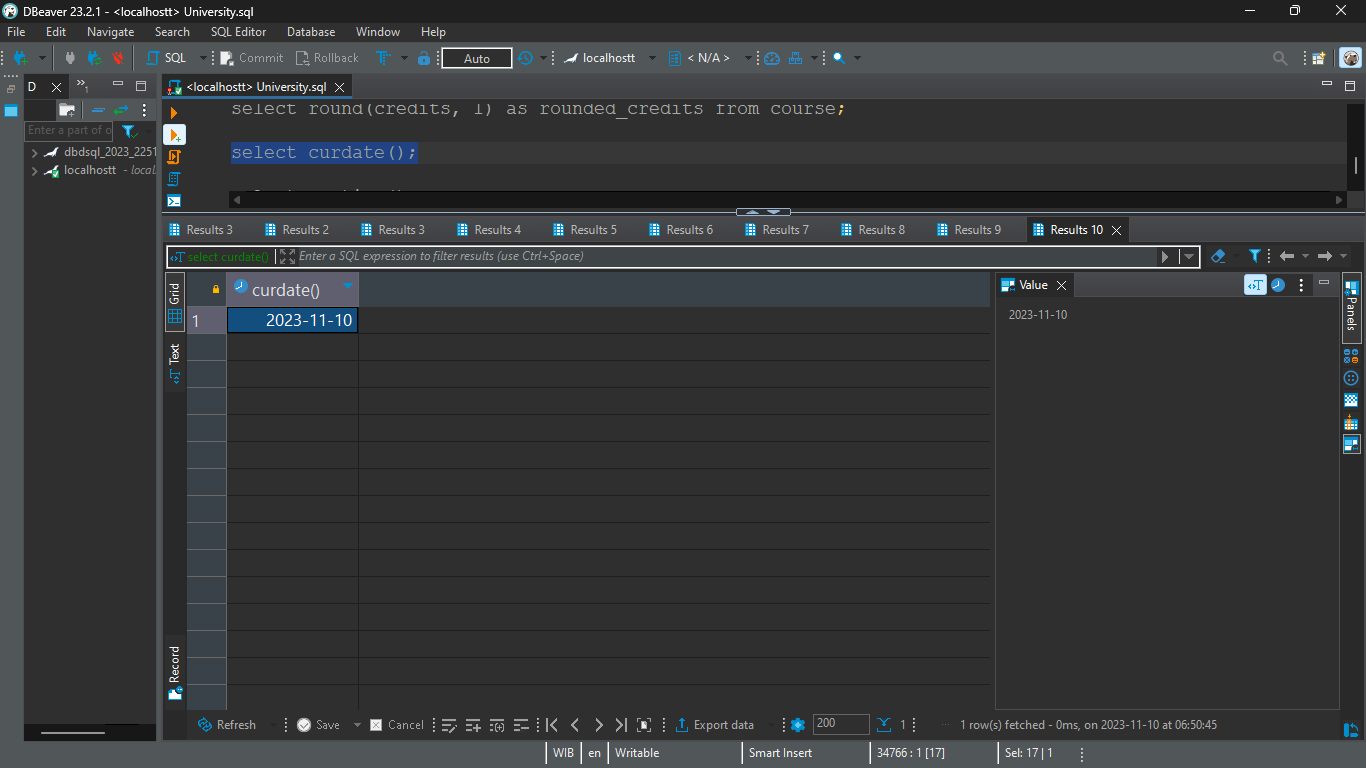 DBeaver 23.2.1 - <localhostt> University.sql
File Edit Navigate Search SQL Editor Database Window Help
SQL Commit Rollback Auto localhostt < N/A >
D »1 <localhostt> University.sql
Enter a part of o
dbdsql_2023_2251
localhostt - local
select round(credits, 1) as rounded_credits from course;
select curdate();
Results 3 Results 2 Results 3 Results 4 Results 5 Results 6 Results 7 Results 8 Results 9 Results 10
select curdate() Enter a SQL expression to filter results (use Ctrl+Space)
Grid
Text
Record
curdate()
1 2023-11-10
Value
2023-11-10
Panels
Refresh Save Cancel Export data 200 1 1 row(s) fetched - 0ms, on 2023-11-10 at 06:50:45
WIB en Writable Smart Insert 34766 : 1 [17] Sel: 17 | 1